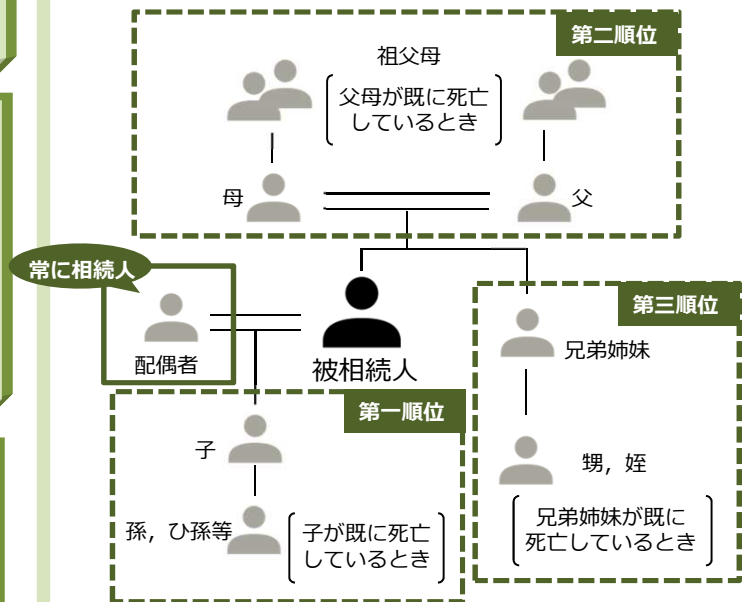 第二順位
祖父母
父母が既に死亡
しているとき
母
父
常に相続人
配偶者
被相続人
第三順位
兄弟姉妹
甥，姪
兄弟姉妹が既に
死亡しているとき
第一順位
子
孫，ひ孫等
子が既に死亡
しているとき